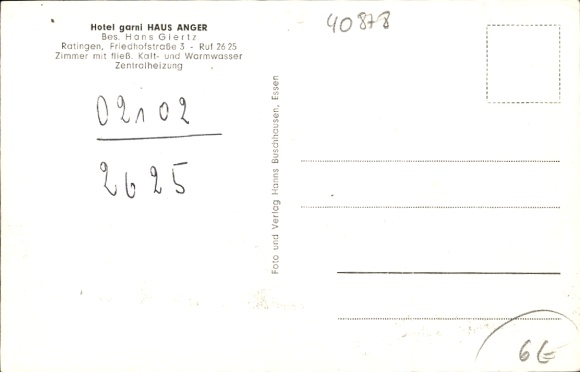 Hotel garni HAUS ANGER
Bes. Hans Giertz
Ratingen, Friedhofstraße 3 - Ruf 26 25
Zimmer mit fließ. Kalt- und Warmwasser
Zentralheizung
40878
02102
2625
Foto und Verlag Hanns Buschhausen, Essen
6€